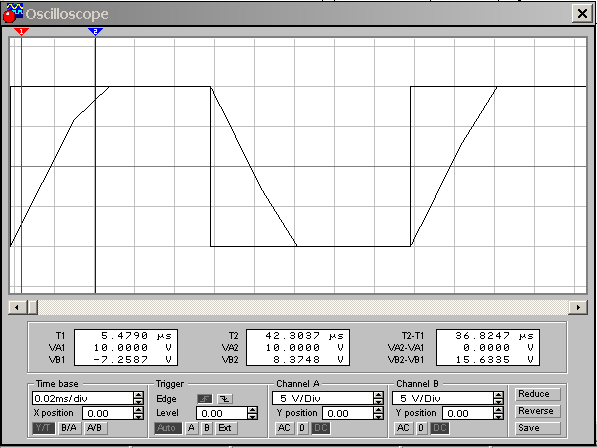 Oscilloscope
1 2
T1 5.4790 µs T2 42.3037 µs T2-T1 36.8247 µs
VA1 10.0000 V VA2 10.0000 V VA2-VA1 0.0000 V
VB1 -7.2587 V VB2 8.3748 V VB2-VB1 15.6335 V
Time base Trigger Channel A Channel B
Reduce
0.02ms/div Edge 5 V/Div 5 V/Div
X position 0.00 Level 0.00 Y position 0.00 Y position 0.00 Reverse
Y/T B/A A/B Auto A B Ext AC 0 DC AC 0 DC Save